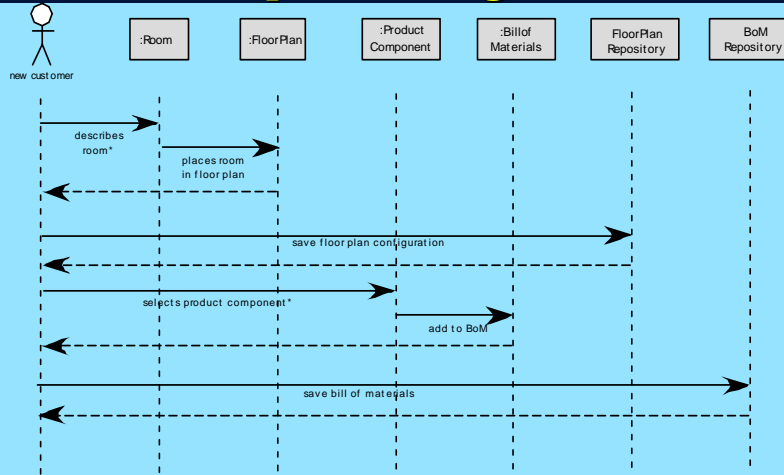 :Room
:FloorPlan
:Product
Component
:Billof
Materials
FloorPlan
Repository
BoM
Repository
new customer
describes
room*
places room
in floor plan
save floor plan configuration
selects product component*
add to BoM
save bill of materials